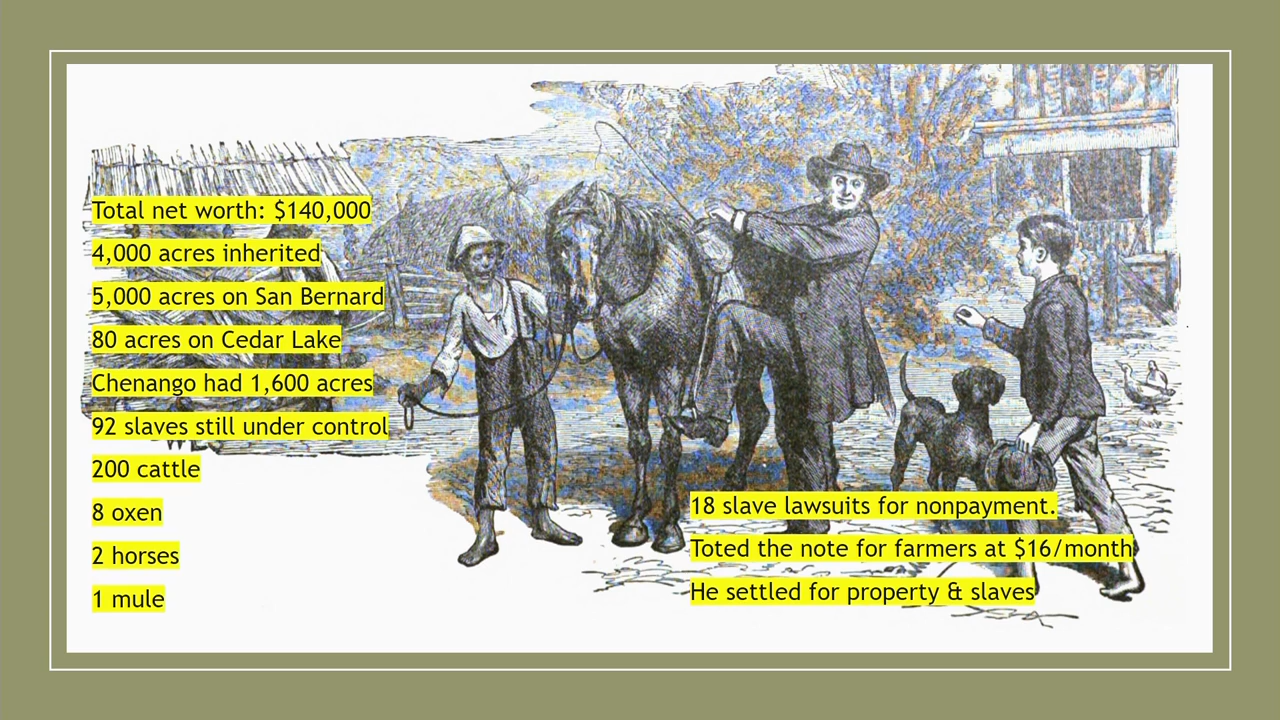 Total net worth: $140,000
4,000 acres inherited
5,000 acres on San Bernard
80 acres on Cedar Lake
Chenango had 1,600 acres
92 slaves still under control
200 cattle
8 oxen
2 horses
1 mule
18 slave lawsuits for nonpayment.
Toted the note for farmers at $16/month
He settled for property & slaves